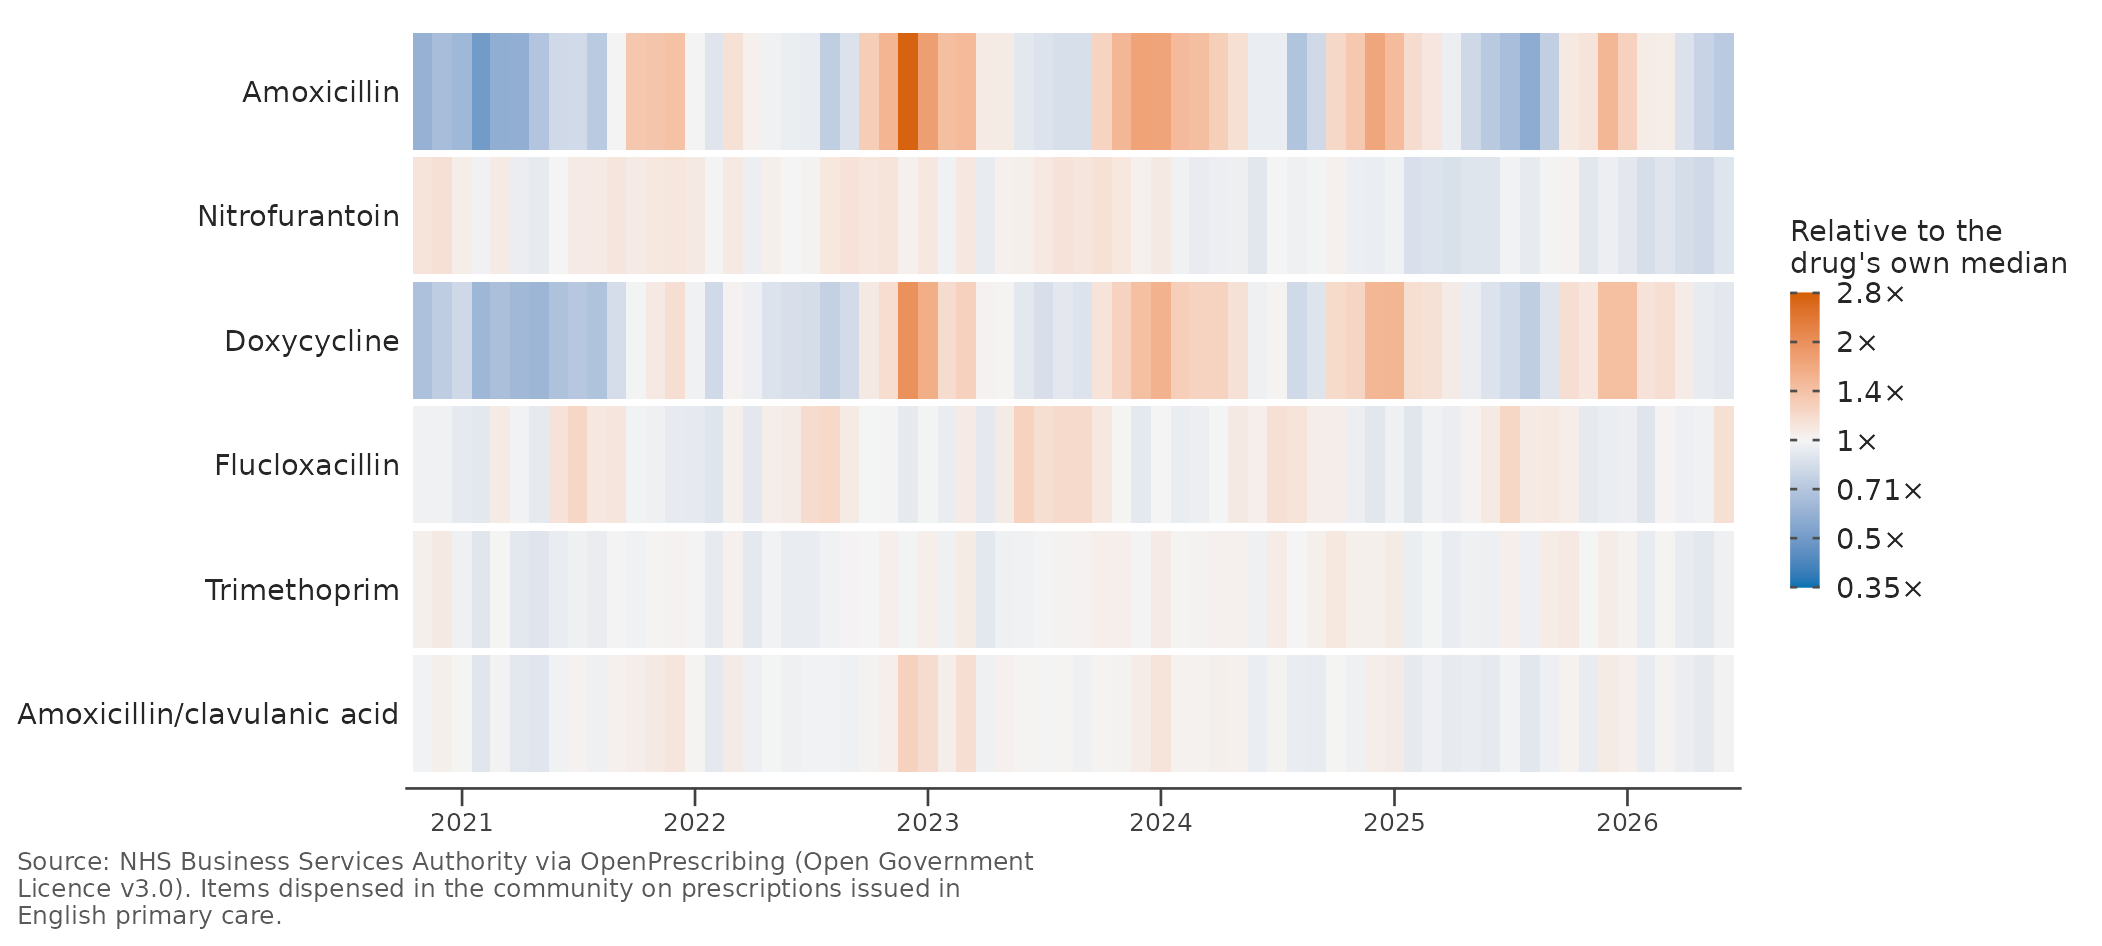 Amoxicillin
Nitrofurantoin
Doxycycline
Flucloxacillin
Trimethoprim
Amoxicillin/clavulanic acid
2021
2022
2023
2024
2025
2026
Relative to the
drug's own median
2.8×
2×
1.4×
1×
0.71×
0.5×
0.35×
Source: NHS Business Services Authority via OpenPrescribing (Open Government
Licence v3.0). Items dispensed in the community on prescriptions issued in
English primary care.